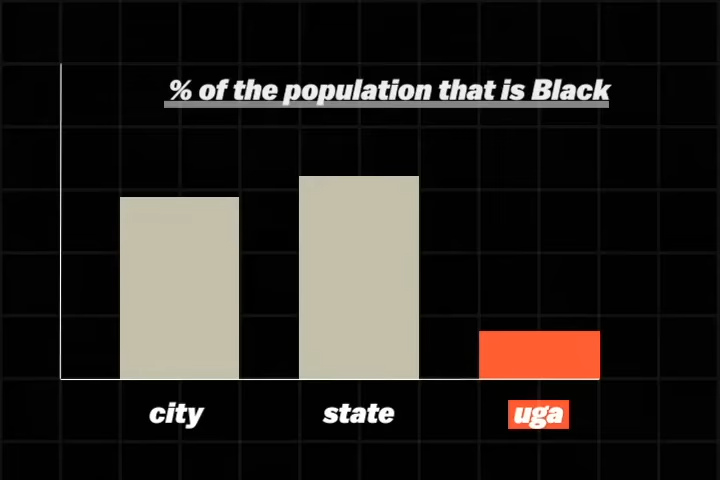 % of the population that is Black
city state uga